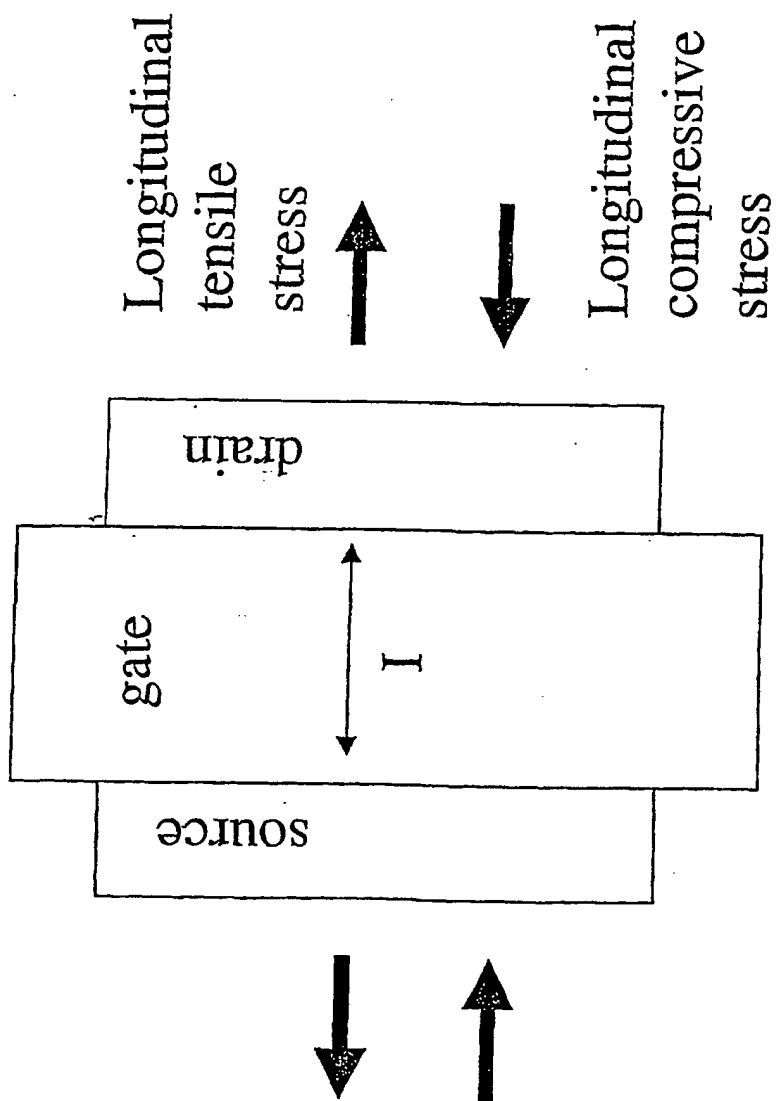 Longitudinal
tensile
stress
Longitudinal
compressive
stress
drain
gate
I
source